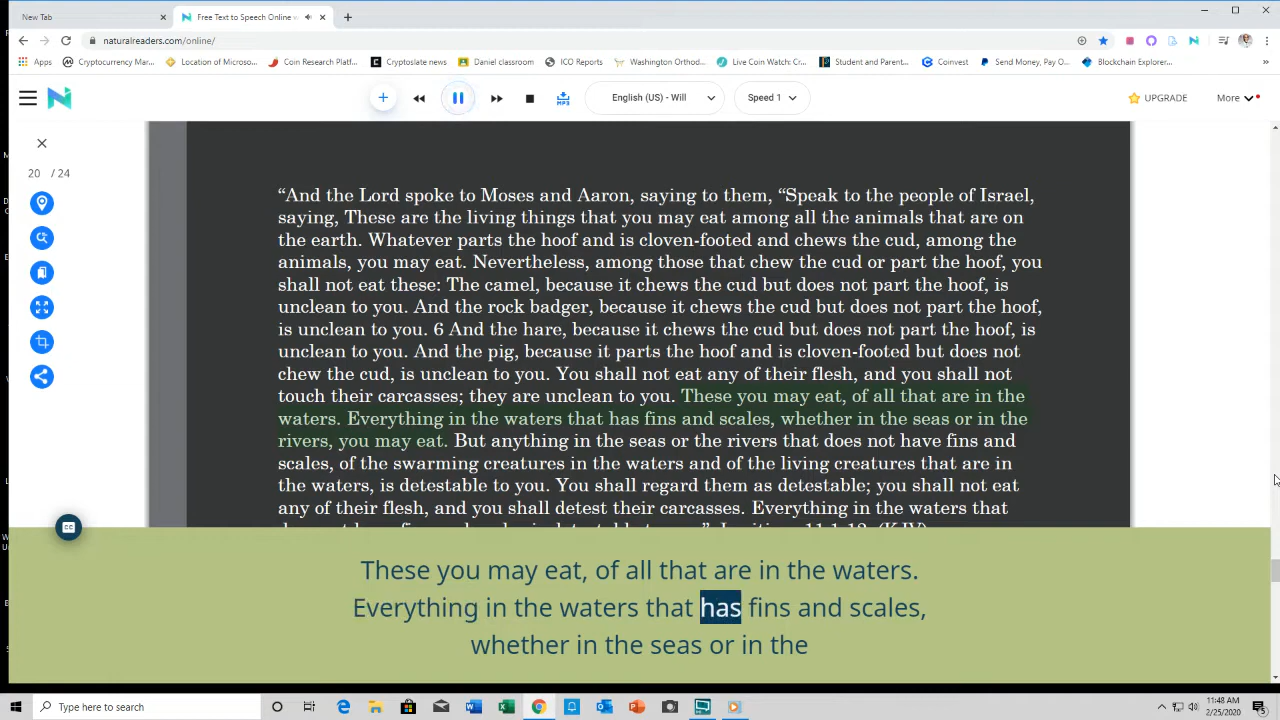 New Tab
Free Text to Speech Online w
naturalreaders.com/online/
Apps
Cryptocurrency Mar...
Location of Microso...
Coin Research Platf...
Cryptoslate news
Daniel classroom
ICO Reports
Washington Orthod...
Live Coin Watch: Cr...
Student and Parent...
Coinvest
Send Money, Pay O...
Blockchain Explorer...
»
MP3
English (US) - Will
Speed 1
UPGRADE
More
20 / 24
“And the Lord spoke to Moses and Aaron, saying to them, “Speak to the people of Israel,
saying, These are the living things that you may eat among all the animals that are on
the earth. Whatever parts the hoof and is cloven-footed and chews the cud, among the
animals, you may eat. Nevertheless, among those that chew the cud or part the hoof, you
shall not eat these: The camel, because it chews the cud but does not part the hoof, is
unclean to you. And the rock badger, because it chews the cud but does not part the hoof,
is unclean to you. 6 And the hare, because it chews the cud but does not part the hoof, is
unclean to you. And the pig, because it parts the hoof and is cloven-footed but does not
chew the cud, is unclean to you. You shall not eat any of their flesh, and you shall not
touch their carcasses; they are unclean to you. These you may eat, of all that are in the
waters. Everything in the waters that has fins and scales, whether in the seas or in the
rivers, you may eat. But anything in the seas or the rivers that does not have fins and
scales, of the swarming creatures in the waters and of the living creatures that are in
the waters, is detestable to you. You shall regard them as detestable; you shall not eat
any of their flesh, and you shall detest their carcasses. Everything in the waters that
CC
These you may eat, of all that are in the waters.
Everything in the waters that has fins and scales,
whether in the seas or in the
Type here to search
11:48 AM
2/25/2020